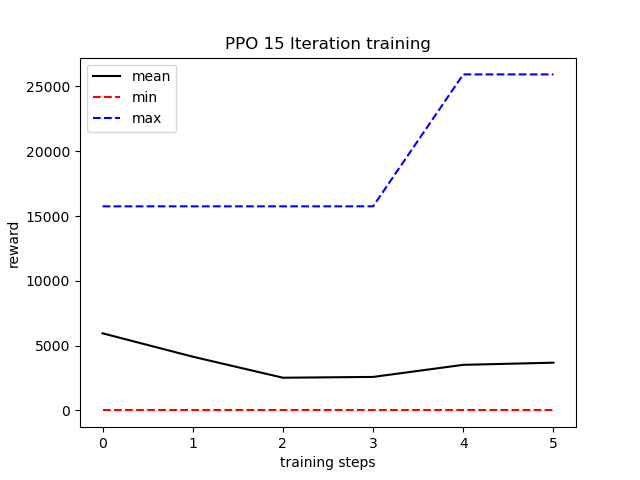 PPO 15 Iteration training
mean
min
max
25000
20000
15000
10000
5000
0
reward
0 1 2 3 4 5
training steps